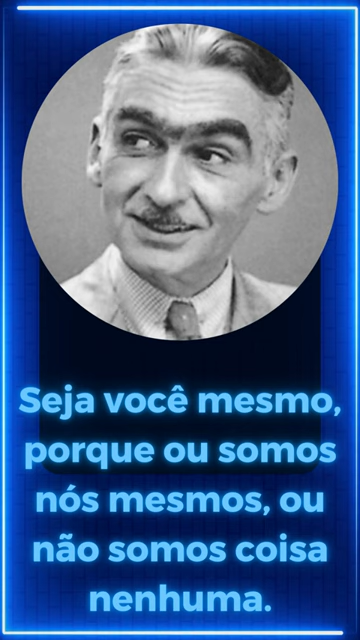 Seja você mesmo,
porque ou somos
nós mesmos, ou
não somos coisa
nenhuma.